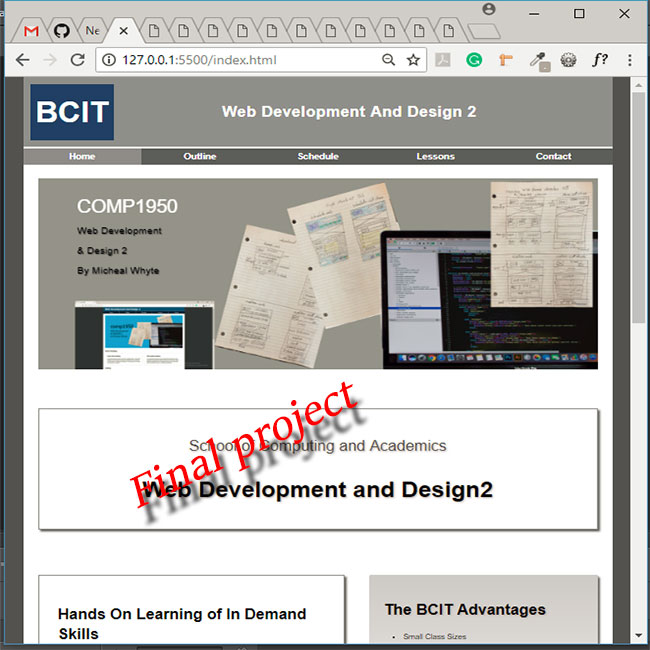 Ne
127.0.0.1:5500/index.html
f?
BCIT
Web Development And Design 2
Home
Outline
Schedule
Lessons
Contact
COMP1950
Web Development
& Design 2
By Micheal Whyte
School of Computing and Academics
Final project
Web Development and Design2
Hands On Learning of In Demand
Skills
The BCIT Advantages
Small Class Sizes